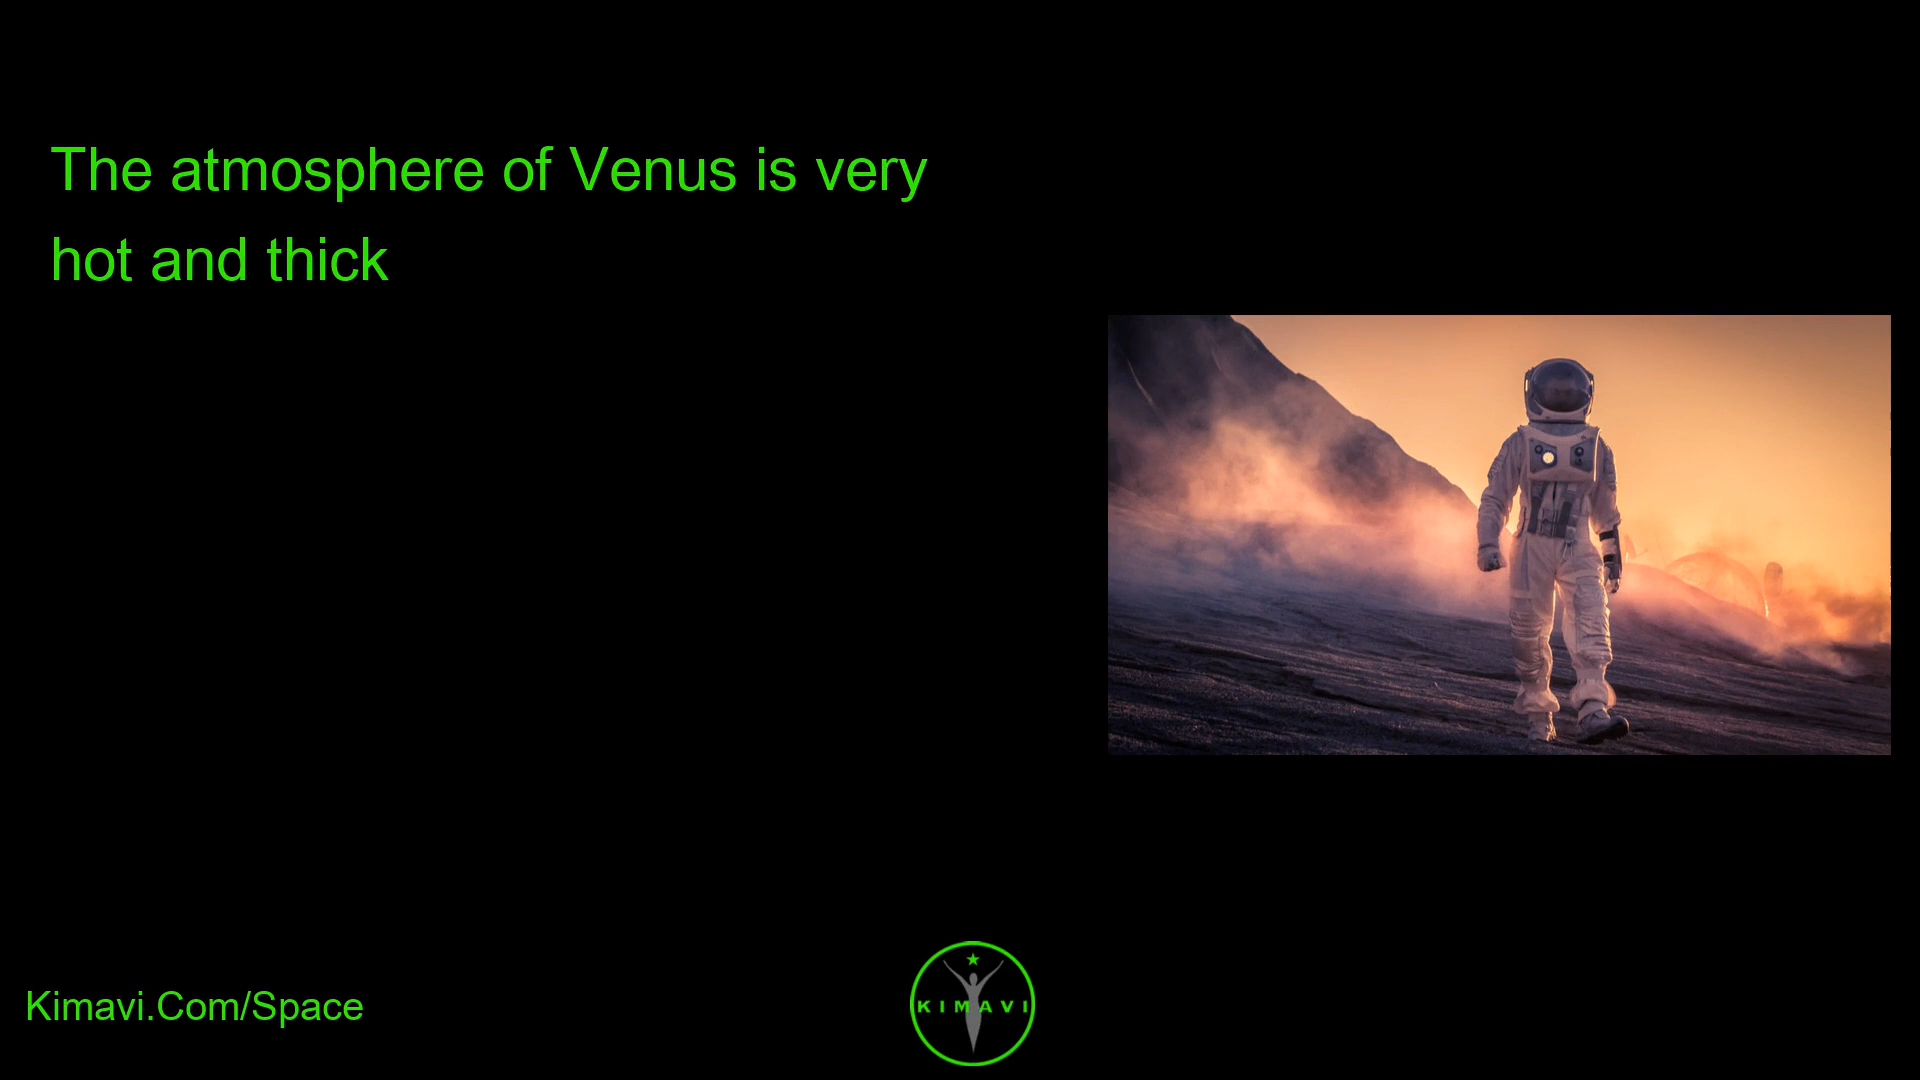 The atmosphere of Venus is very
hot and thick
Kimavi.Com/Space
KIMAVI